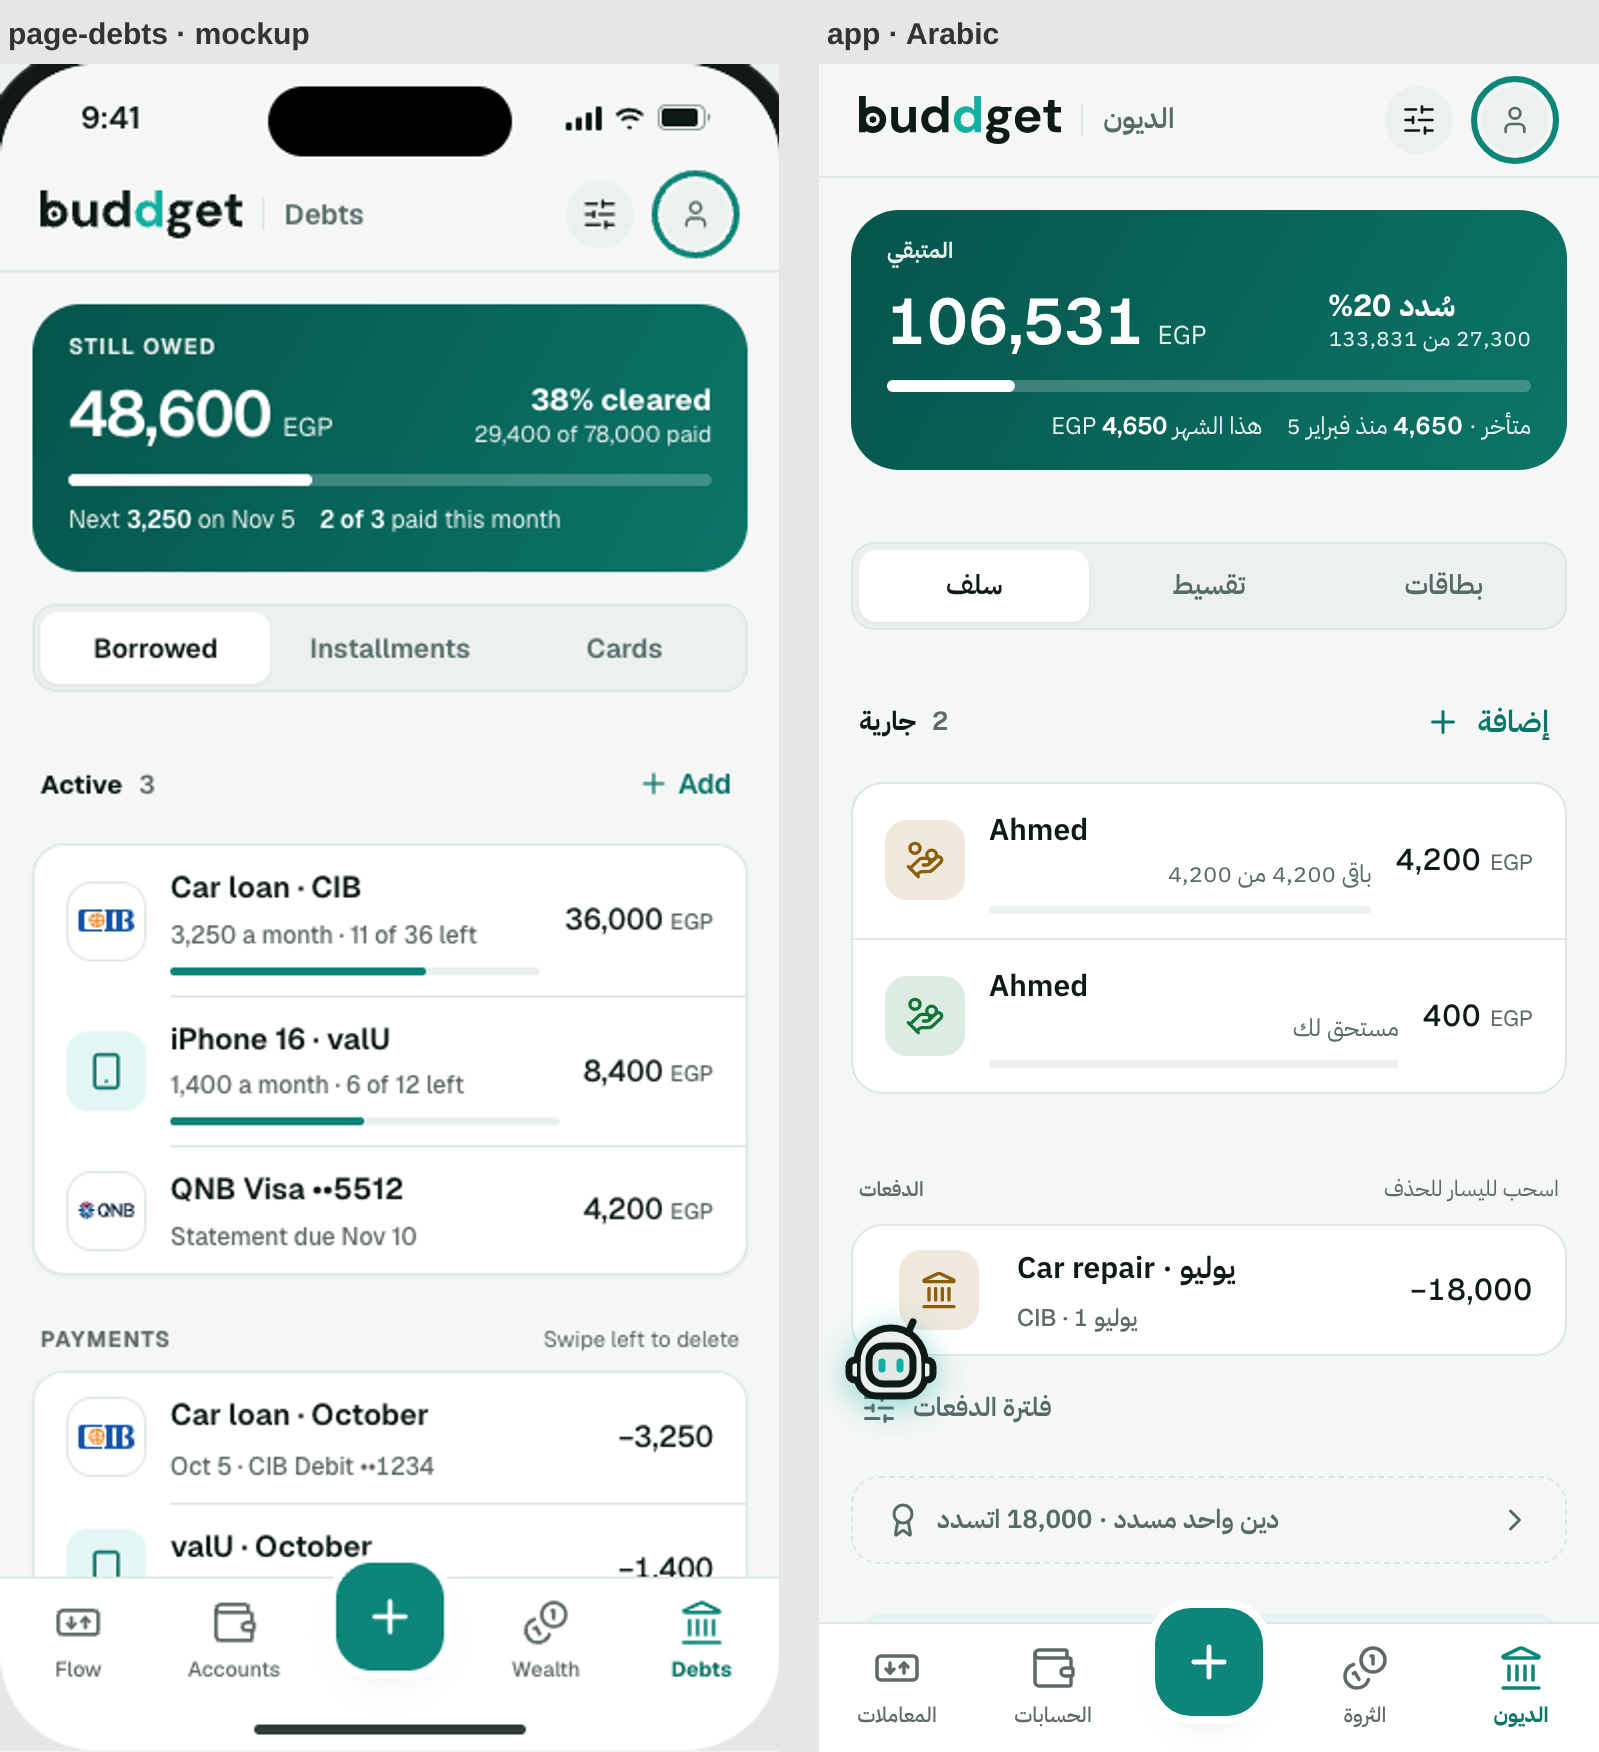 page-debts · mockup
9:41
buddget
Debts
STILL OWED
48,600 EGP
38% cleared
29,400 of 78,000 paid
Next 3,250 on Nov 5
2 of 3 paid this month
Borrowed
Installments
Cards
Active 3
+ Add
CIB
Car loan · CIB
3,250 a month · 11 of 36 left
36,000 EGP
iPhone 16 · valU
1,400 a month · 6 of 12 left
8,400 EGP
QNB
QNB Visa ••5512
Statement due Nov 10
4,200 EGP
PAYMENTS
Swipe left to delete
CIB
Car loan · October
Oct 5 · CIB Debit ••1234
−3,250
valU · October
−1,400
Flow
Accounts
Wealth
Debts
app · Arabic
buddget
الديون
المتبقي
106,531 EGP
سُدد 20%
27,300 من 133,831
متأخر · 4,650 منذ فبراير 5
هذا الشهر 4,650 EGP
سلف
تقسيط
بطاقات
جارية 2
+ إضافة
Ahmed
باقي 4,200 من 4,200
4,200 EGP
Ahmed
مستحق لك
400 EGP
الدفعات
اسحب لليسار للحذف
Car repair · يوليو
CIB · 1 يوليو
−18,000
فلترة الدفعات
دين واحد مسدد · 18,000 اتسدد
المعاملات
الحسابات
الثروة
الديون